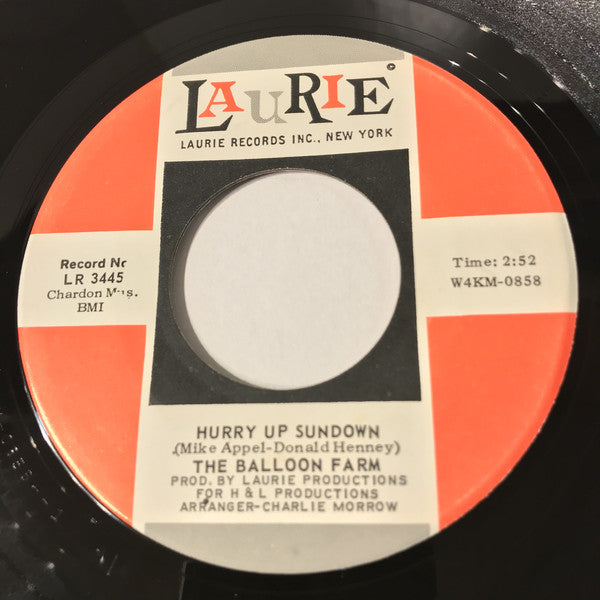 LAURIE ©
LAURIE RECORDS INC., NEW YORK
Record No
LR 3445
Chardon Mus.
BMI
Time: 2:52
W4KM-0858
HURRY UP SUNDOWN
(Mike Appel-Donald Henney)
THE BALLOON FARM
PROD. BY LAURIE PRODUCTIONS
FOR H & L PRODUCTIONS
ARRANGER-CHARLIE MORROW